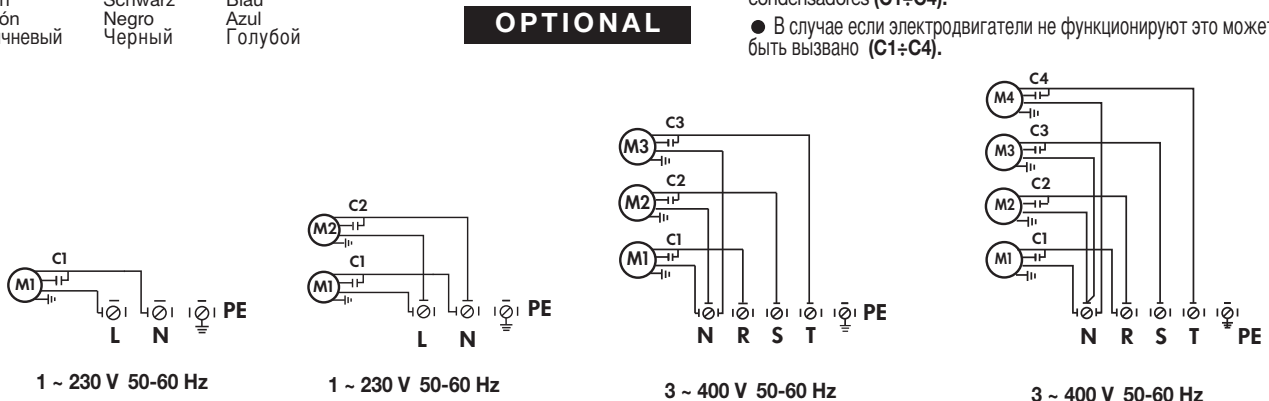 Schwarz Blau
Negro Azul
Черный Голубой
OPTIONAL
condensadores (C1÷C4).
● В случае если электродвигатели не функционируют это может
быть вызвано (C1÷C4).
M1 C1
L N PE
1 ~ 230 V 50-60 Hz
M2 C2
M1 C1
L N PE
1 ~ 230 V 50-60 Hz
M3 C3
M2 C2
M1 C1
N R S T PE
3 ~ 400 V 50-60 Hz
M4 C4
M3 C3
M2 C2
M1 C1
N R S T PE
3 ~ 400 V 50-60 Hz